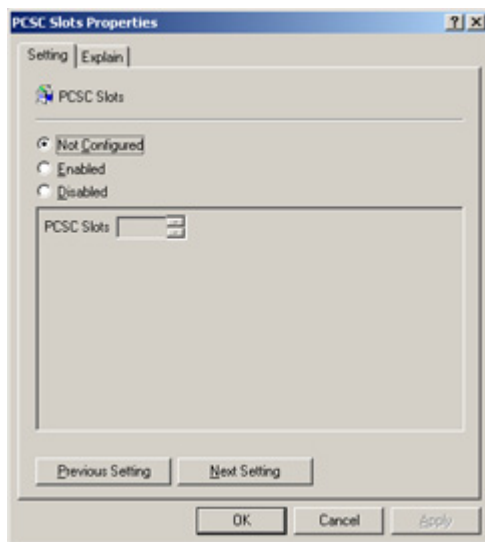 PCSC Slots Properties
Setting Explain
PCSC Slots
Not Configured
Enabled
Disabled
PCSC Slots
Previous Setting Next Setting
OK Cancel Apply